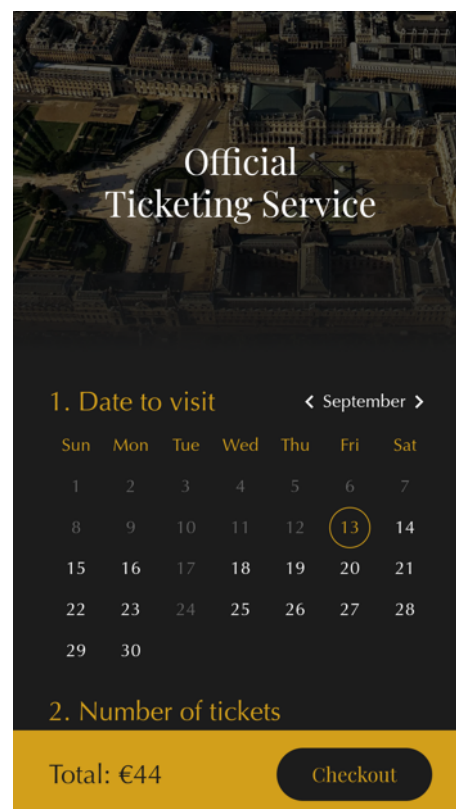 Official
Ticketing Service
1. Date to visit < September >
Sun Mon Tue Wed Thu Fri Sat
1 2 3 4 5 6 7
8 9 10 11 12 13 14
15 16 17 18 19 20 21
22 23 24 25 26 27 28
29 30
2. Number of tickets
Total: €44 Checkout